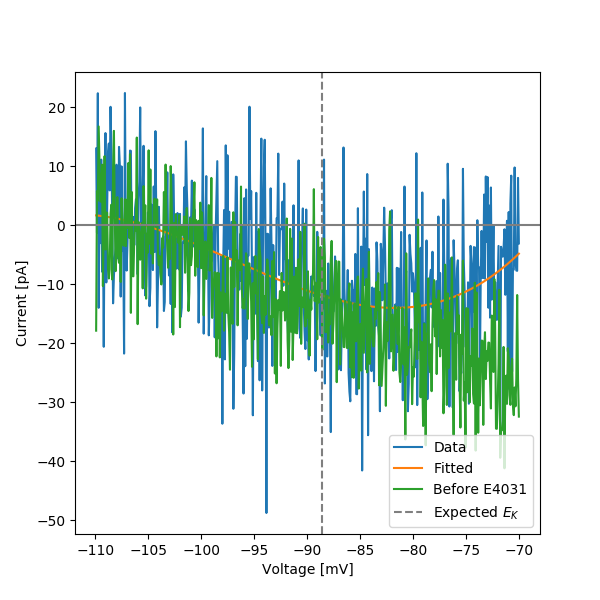 Current [pA]
20
10
0
−10
−20
−30
−40
−50
Data
Fitted
Before E4031
Expected E_K
−110 −105 −100 −95 −90 −85 −80 −75 −70
Voltage [mV]